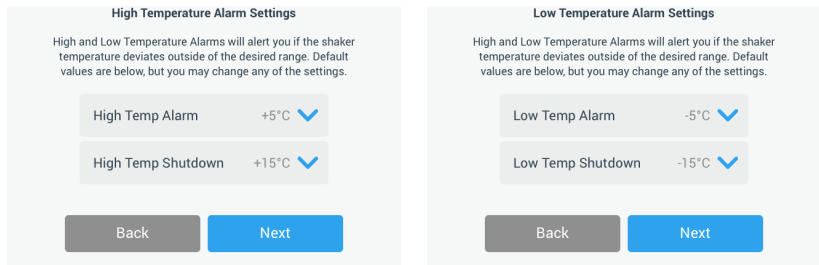 High Temperature Alarm Settings
High and Low Temperature Alarms will alert you if the shaker
temperature deviates outside of the desired range. Default
values are below, but you may change any of the settings.
High Temp Alarm +5°C
High Temp Shutdown +15°C
Back Next
Low Temperature Alarm Settings
High and Low Temperature Alarms will alert you if the shaker
temperature deviates outside of the desired range. Default
values are below, but you may change any of the settings.
Low Temp Alarm -5°C
Low Temp Shutdown -15°C
Back Next